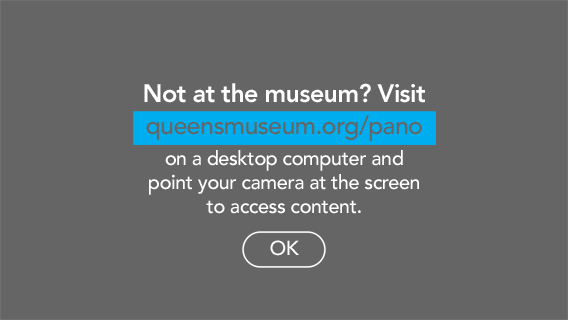 Not at the museum? Visit
queensmuseum.org/pano
on a desktop computer and
point your camera at the screen
to access content.
OK